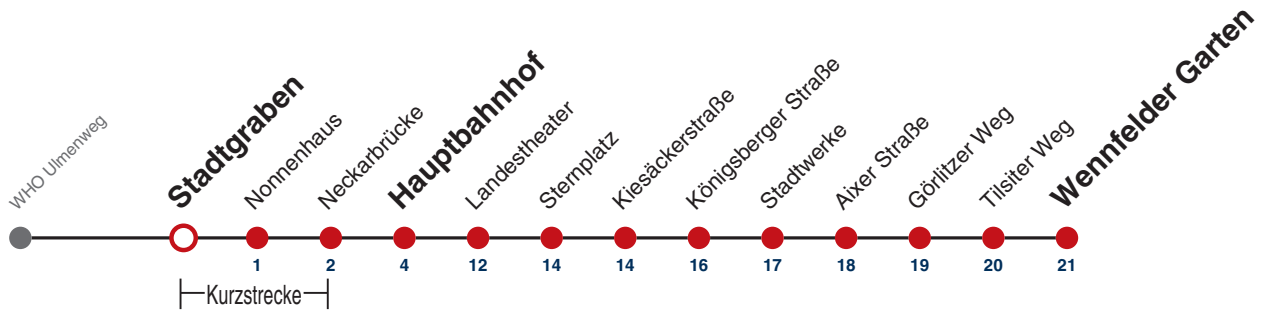 WHO Ulmenweg
Stadtgraben
Nonnenhaus
Neckarbrücke
Hauptbahnhof
Landestheater
Sternplatz
Kiesäckerstraße
Königsberger Straße
Stadtwerke
Aixer Straße
Görlitzer Weg
Tilsiter Weg
Wennfelder Garten
1 2 4 12 14 14 16 17 18 19 20 21
Kurzstrecke